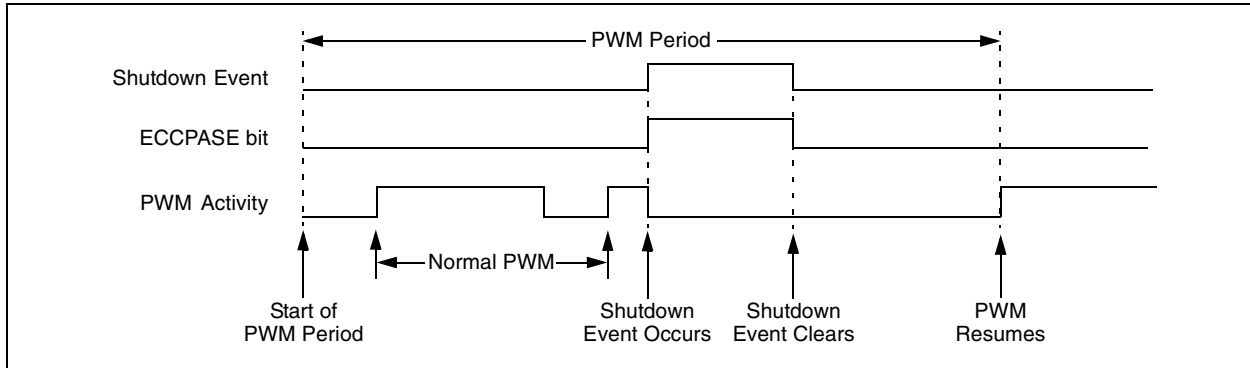 PWM Period
Shutdown Event
ECCPASE bit
PWM Activity
Normal PWM
Start of
PWM Period
Shutdown
Event Occurs
Shutdown
Event Clears
PWM
Resumes